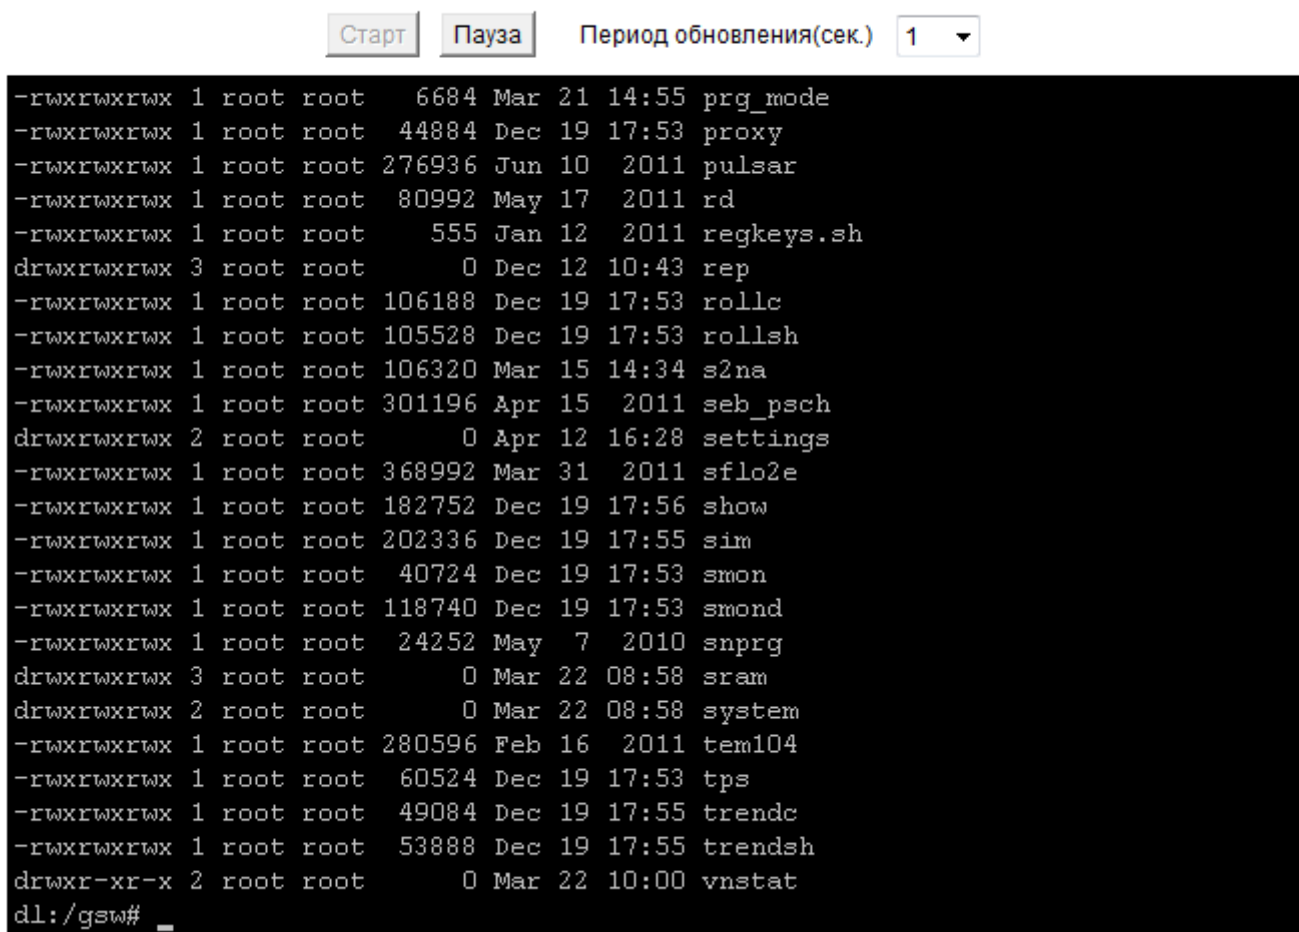 Старт Пауза Период обновления(сек.) 1
-rwxrwxrwx 1 root root 6684 Mar 21 14:55 prg_mode
-rwxrwxrwx 1 root root 44884 Dec 19 17:53 proxy
-rwxrwxrwx 1 root root 276936 Jun 10 2011 pulsar
-rwxrwxrwx 1 root root 80992 May 17 2011 rd
-rwxrwxrwx 1 root root 555 Jan 12 2011 regkeys.sh
drwxrwxrwx 3 root root 0 Dec 12 10:43 rep
-rwxrwxrwx 1 root root 106188 Dec 19 17:53 rollc
-rwxrwxrwx 1 root root 105528 Dec 19 17:53 rollsh
-rwxrwxrwx 1 root root 106320 Mar 15 14:34 s2na
-rwxrwxrwx 1 root root 301196 Apr 15 2011 seb_psch
drwxrwxrwx 2 root root 0 Apr 12 16:28 settings
-rwxrwxrwx 1 root root 368992 Mar 31 2011 sflo2e
-rwxrwxrwx 1 root root 182752 Dec 19 17:56 show
-rwxrwxrwx 1 root root 202336 Dec 19 17:55 sim
-rwxrwxrwx 1 root root 40724 Dec 19 17:53 smon
-rwxrwxrwx 1 root root 118740 Dec 19 17:53 smond
-rwxrwxrwx 1 root root 24252 May 7 2010 snprg
drwxrwxrwx 3 root root 0 Mar 22 08:58 sram
drwxrwxrwx 2 root root 0 Mar 22 08:58 system
-rwxrwxrwx 1 root root 280596 Feb 16 2011 tem104
-rwxrwxrwx 1 root root 60524 Dec 19 17:53 tps
-rwxrwxrwx 1 root root 49084 Dec 19 17:55 trendc
-rwxrwxrwx 1 root root 53888 Dec 19 17:55 trendsh
drwxr-xr-x 2 root root 0 Mar 22 10:00 vnstat
dl:/gsw# _